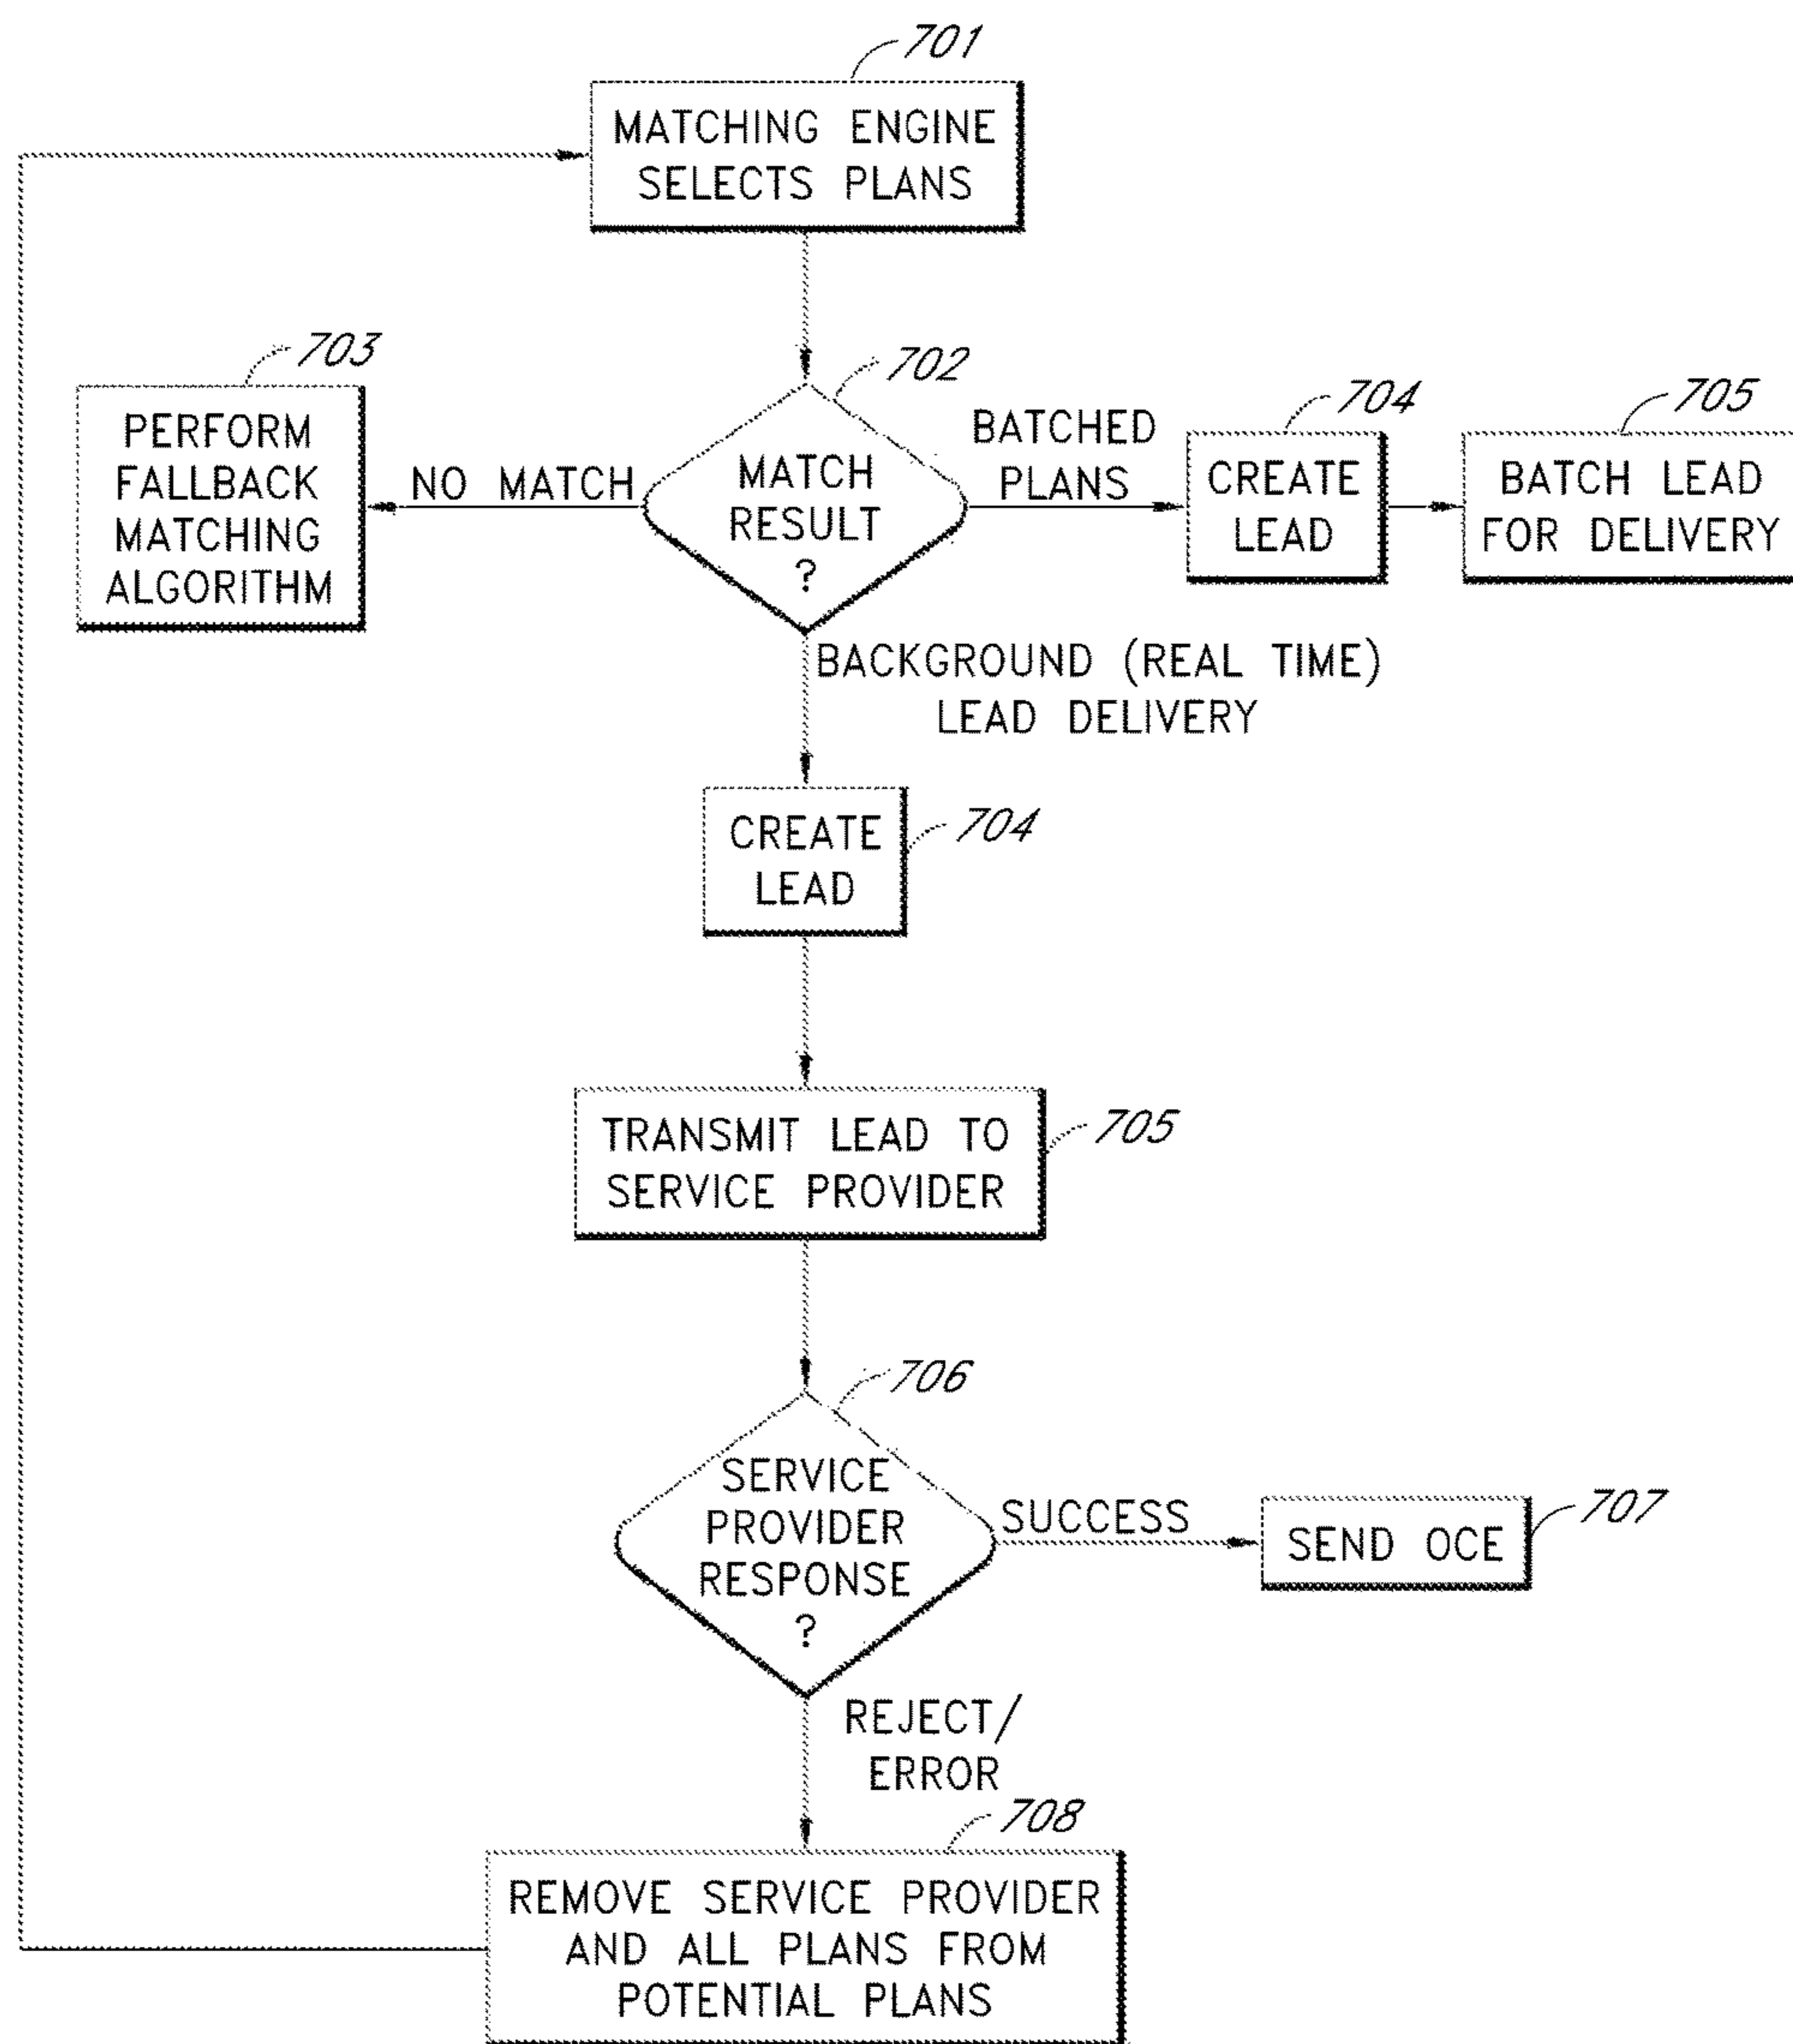 701
MATCHING ENGINE
SELECTS PLANS
703
PERFORM
FALLBACK
MATCHING
ALGORITHM
NO MATCH
702
MATCH
RESULT
?
BATCHED
PLANS
704
CREATE
LEAD
705
BATCH LEAD
FOR DELIVERY
BACKGROUND (REAL TIME)
LEAD DELIVERY
CREATE
LEAD
704
TRANSMIT LEAD TO
SERVICE PROVIDER
705
706
SERVICE
PROVIDER
RESPONSE
?
SUCCESS
SEND OCE
707
REJECT/
ERROR
708
REMOVE SERVICE PROVIDER
AND ALL PLANS FROM
POTENTIAL PLANS